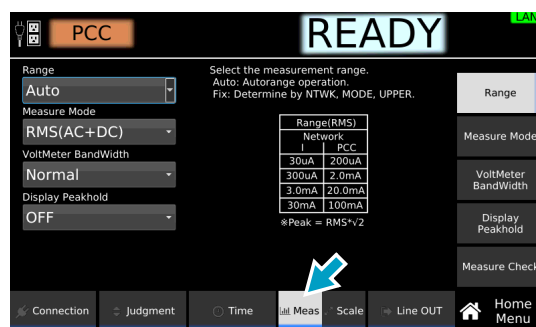 PCC
READY
LAN
Range
Auto
Measure Mode
RMS(AC+DC)
VoltMeter BandWidth
Normal
Display Peakhold
OFF
Select the measurement range.
Auto: Autorange operation.
Fix: Determine by NTWK, MODE, UPPER.
Range(RMS)
Network
I PCC
30uA 200uA
300uA 2.0mA
3.0mA 20.0mA
30mA 100mA
※Peak = RMS*√2
Range
Measure Mode
VoltMeter
BandWidth
Display
Peakhold
Measure Check
Connection Judgment Time Meas Scale Line OUT
Home
Menu